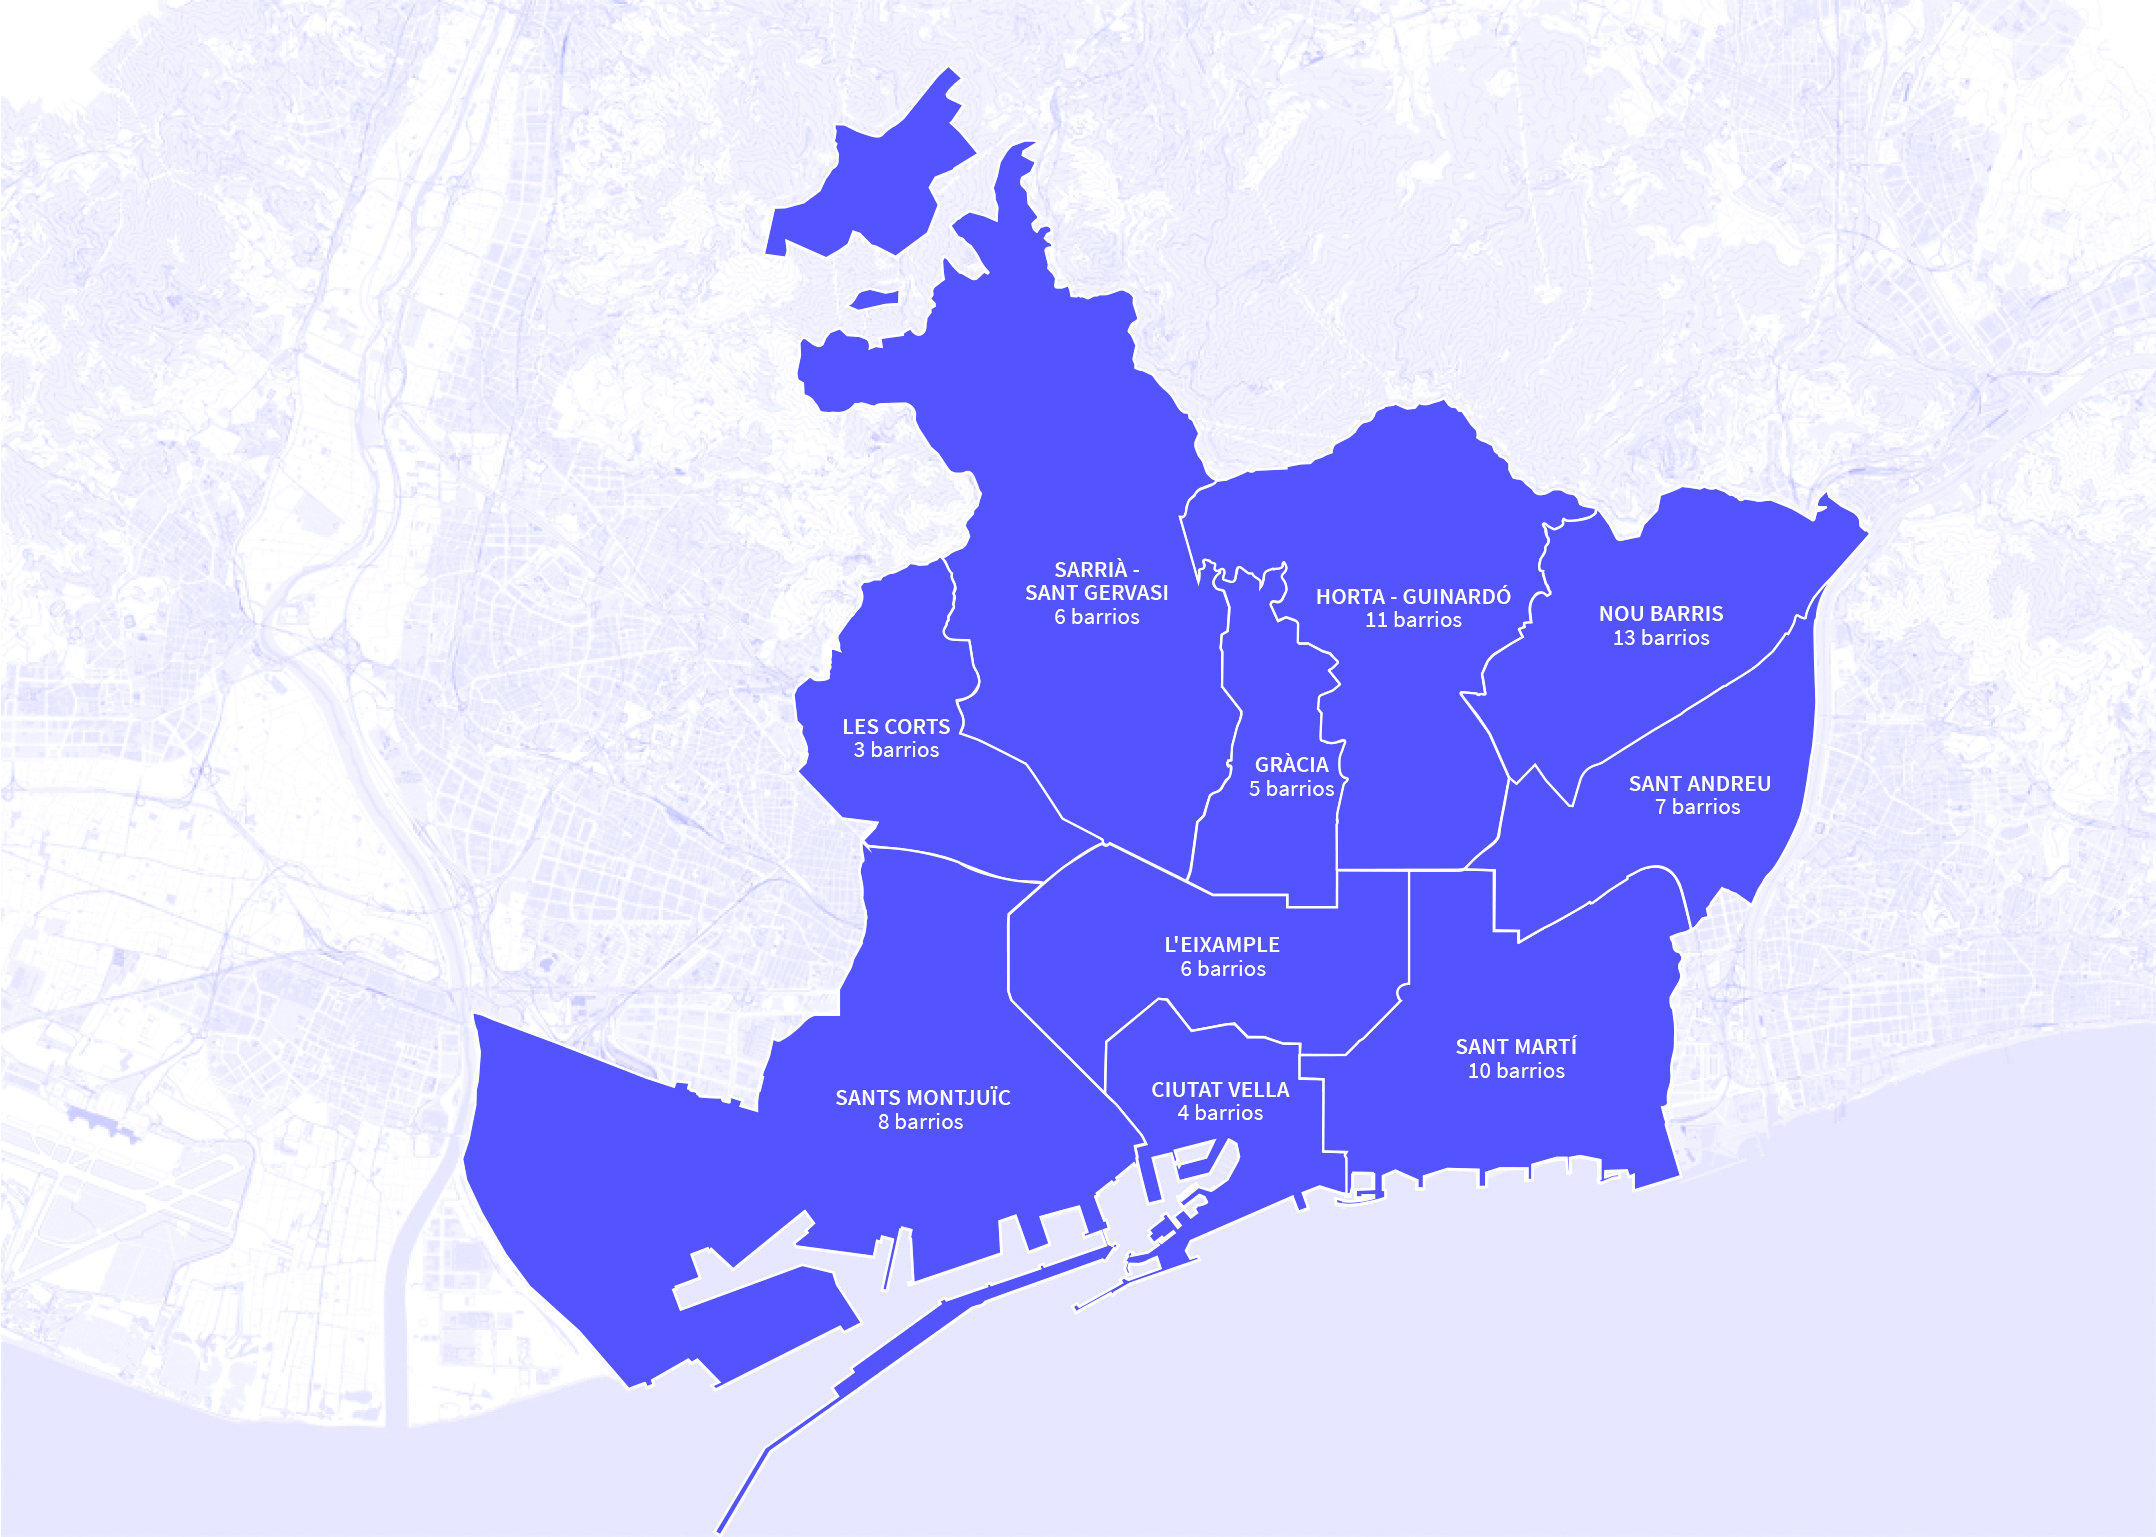 SARRIÀ -
SANT GERVASI
6 barrios
HORTA - GUINARDÓ
11 barrios
NOU BARRIS
13 barrios
LES CORTS
3 barrios
GRÀCIA
5 barrios
SANT ANDREU
7 barrios
L'EIXAMPLE
6 barrios
SANT MARTÍ
10 barrios
SANTS MONTJUÏC
8 barrios
CIUTAT VELLA
4 barrios